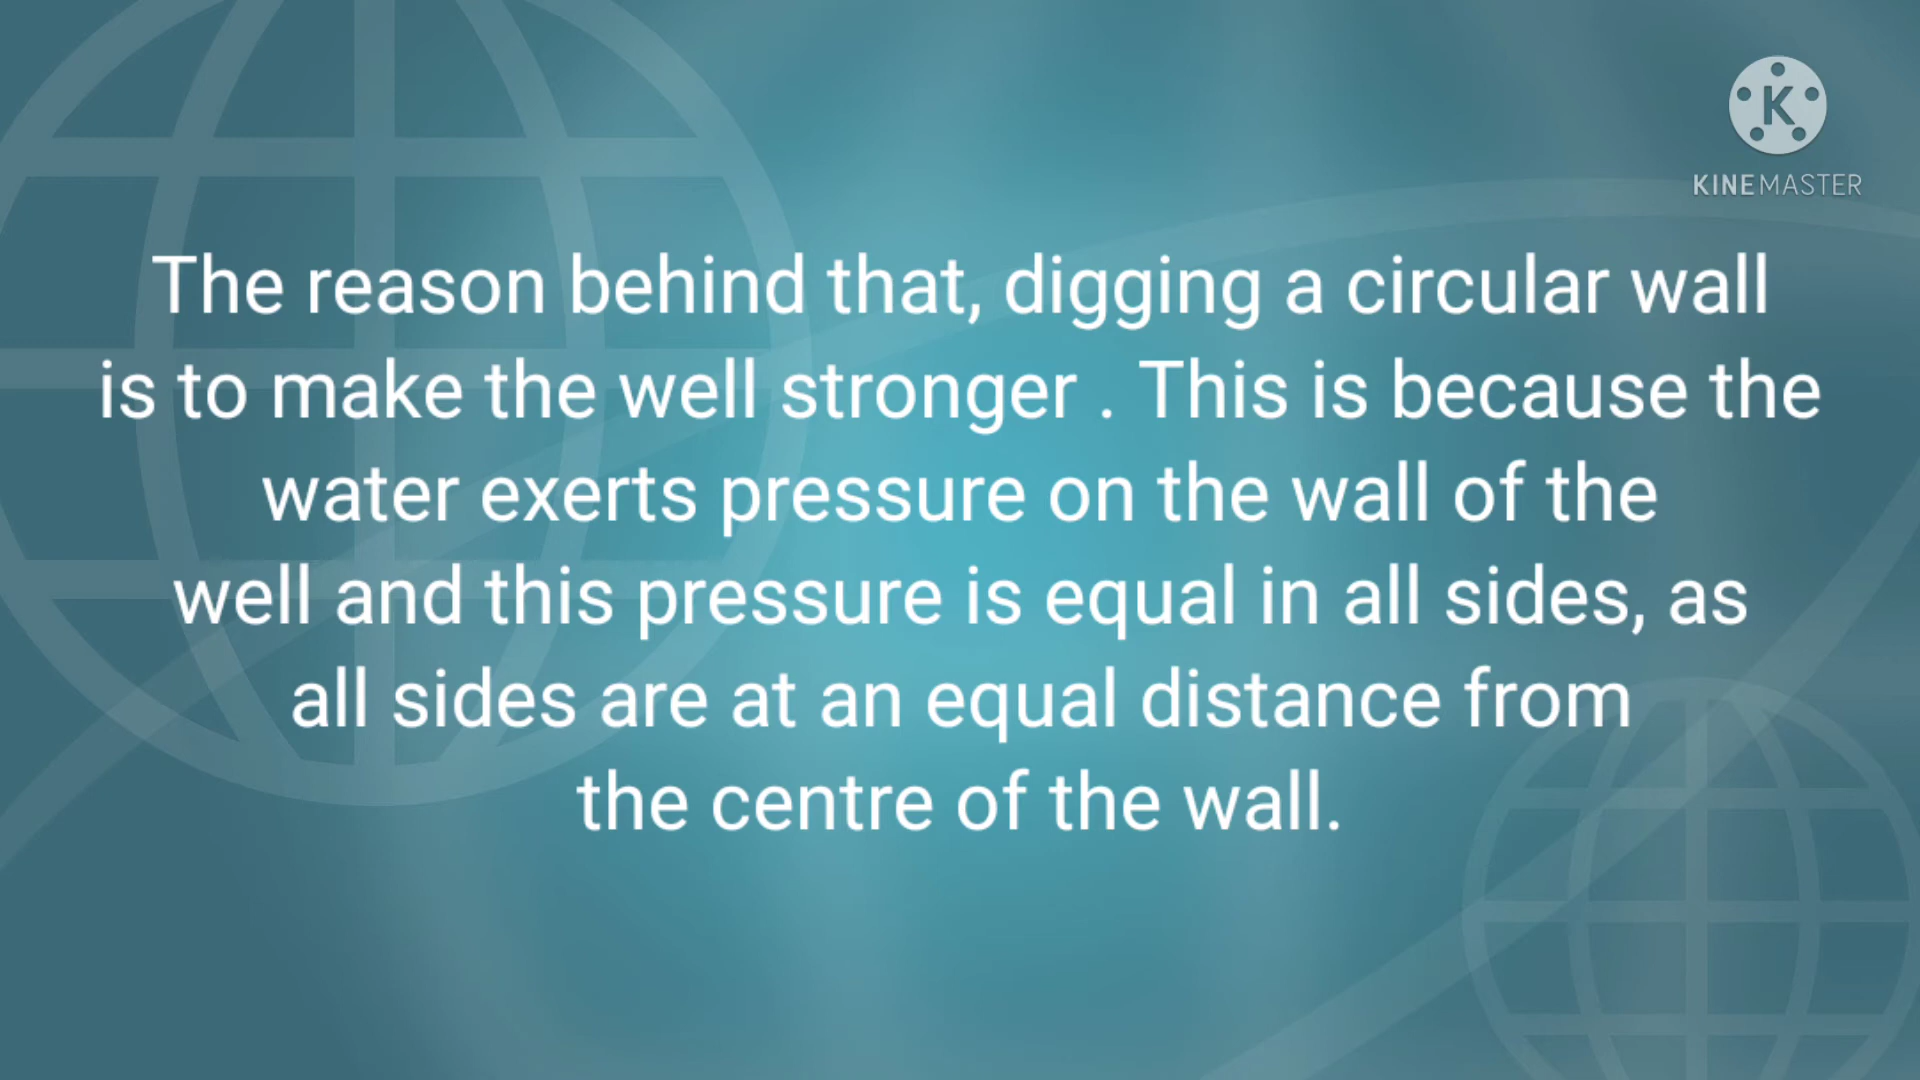 K
KINEMASTER
The reason behind that, digging a circular wall
is to make the well stronger . This is because the
water exerts pressure on the wall of the
well and this pressure is equal in all sides, as
all sides are at an equal distance from
the centre of the wall.